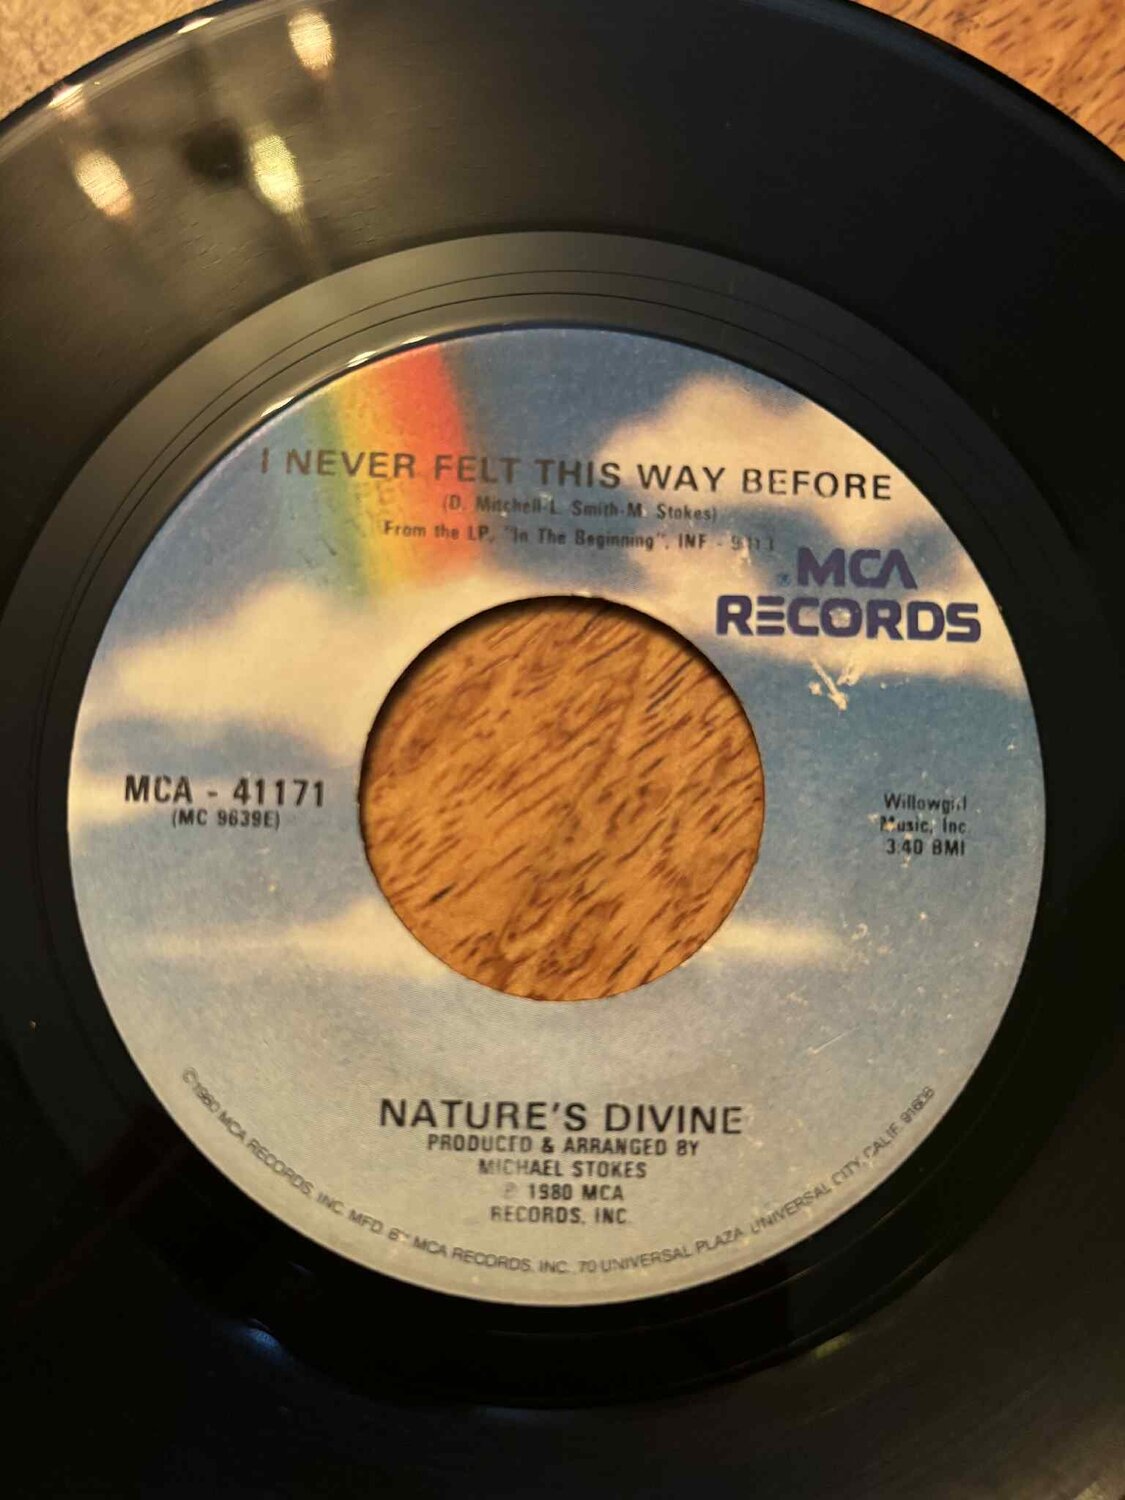 I NEVER FELT THIS WAY BEFORE
(D. Mitchell-L. Smith-M. Stokes)
From the LP, "In The Beginning", INF -
® MCA
RECORDS
MCA - 41171
(MC 9639E)
Willowgirl
Music, Inc.
3:40 BMI
NATURE'S DIVINE
PRODUCED & ARRANGED BY
MICHAEL STOKES
℗ 1980 MCA
RECORDS, INC.
©1980 MCA RECORDS, INC. MFD. BY MCA RECORDS, INC. 70 UNIVERSAL PLAZA, UNIVERSAL CITY, CALIF. 91608